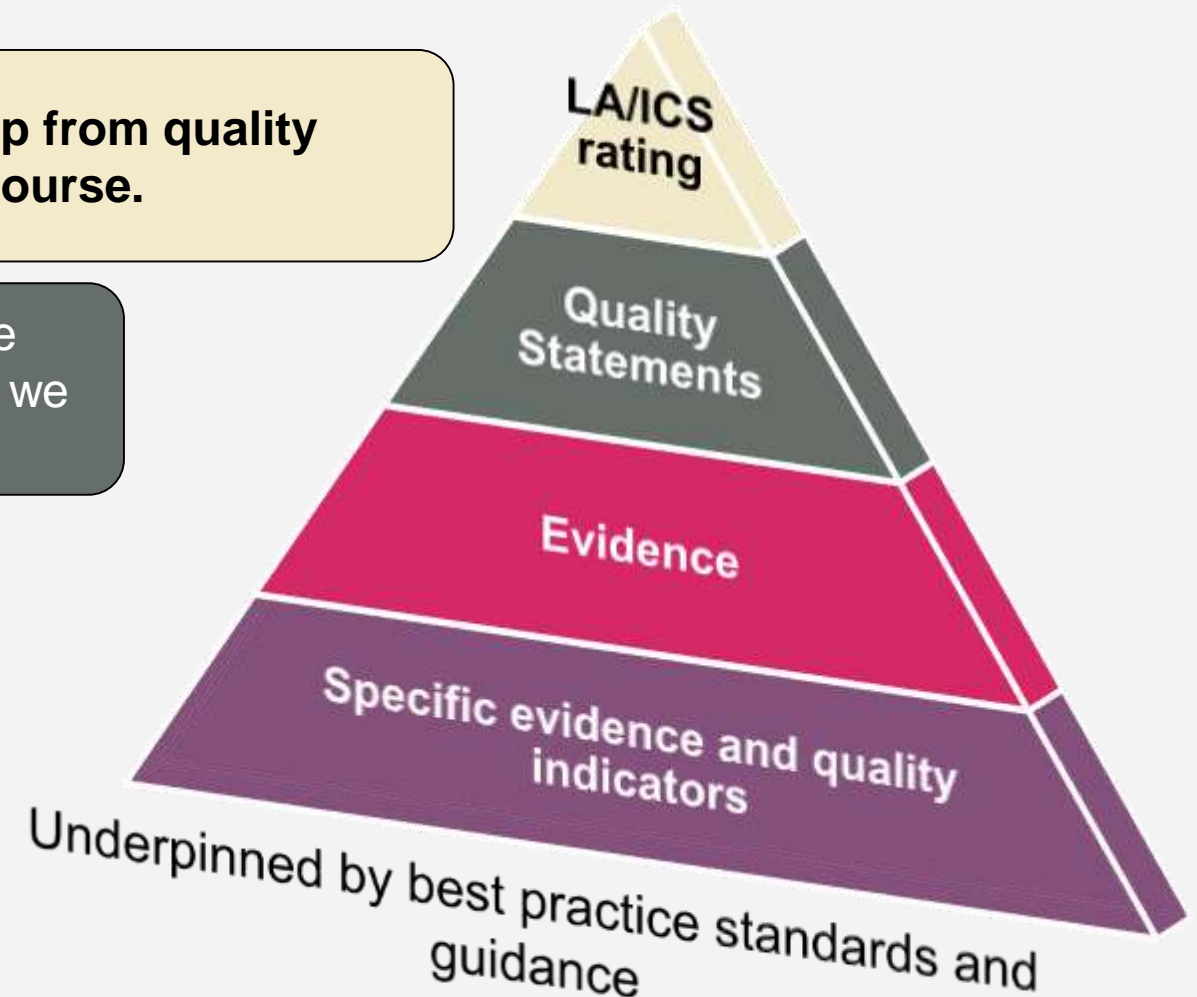 p from quality
ourse.
e
we
LA/ICS
rating
Quality
Statements
Evidence
Specific evidence and quality
indicators
Underpinned by best practice standards and
guidance